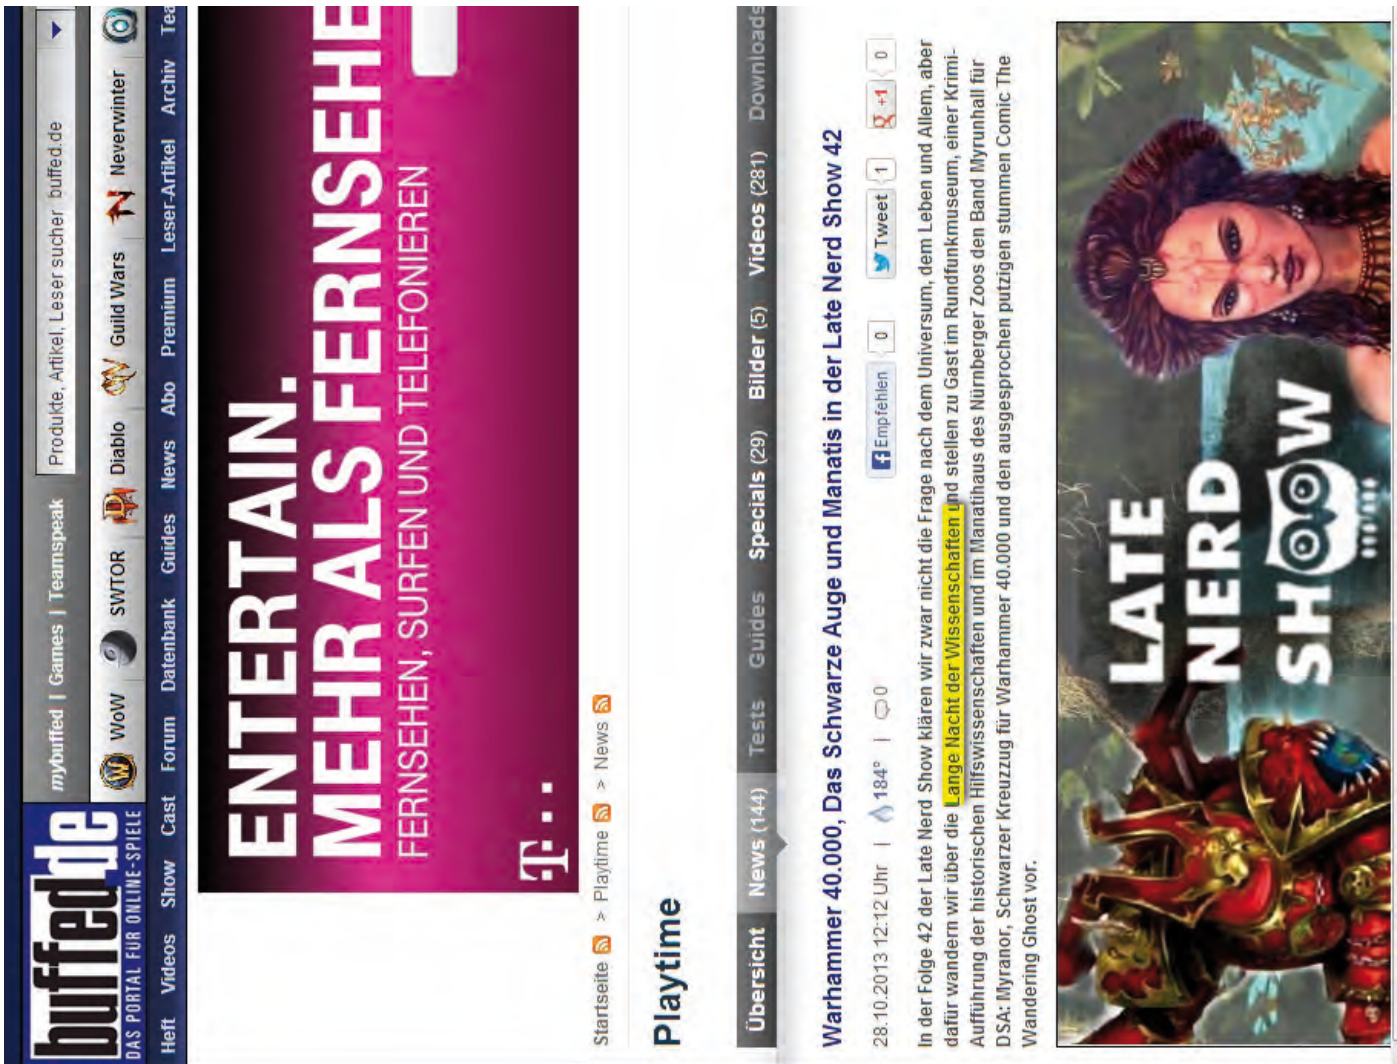 buffed.de
DAS PORTAL FÜR ONLINE-SPIELE
mybuffed | Games | Teamspeak
Produkte, Artikel, Leser sucher buffed.de
WoW SWTOR Diablo Guild Wars Neverwinter
Heft Videos Show Cast Forum Datenbank Guides News Abo Premium Leser-Artikel Archiv Tea
ENTERTAIN.
MEHR ALS FERNSEHE
FERNSEHEN, SURFEN UND TELEFONIEREN
T
Startseite > Playtime > News
Playtime
Übersicht News (144) Tests Guides Specials (29) Bilder (5) Videos (281) Downloads
Warhammer 40.000, Das Schwarze Auge und Manatis in der Late Nerd Show 42
28.10.2013 12:12 Uhr | 184° | 0
Empfehlen 0 Tweet 1 +1 0
In der Folge 42 der Late Nerd Show klären wir zwar nicht die Frage nach dem Universum, dem Leben und Allem, aber
dafür wandern wir über die Lange Nacht der Wissenschaften und stellen zu Gast im Rundfunkmuseum, einer Krimi-
Aufführung der historischen Hilfswissenschaften und im Manatihaus des Nürnberger Zoos den Band Myrunhall für
DSA: Myranor, Schwarzer Kreuzzug für Warhammer 40.000 und den ausgesprochen putzigen stummen Comic The
Wandering Ghost vor.
LATE
NERD
SHOW